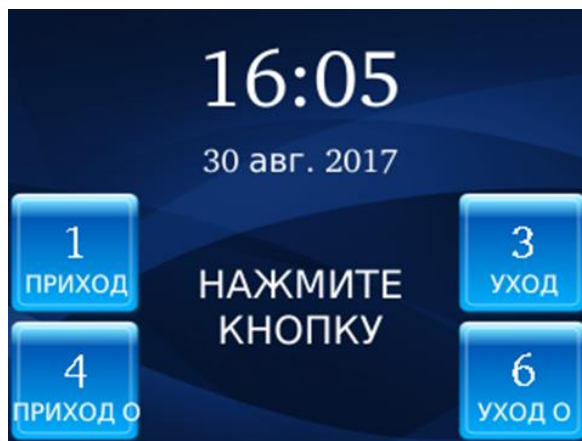 16:05
30 авг. 2017
1
ПРИХОД
3
УХОД
НАЖМИТЕ
КНОПКУ
4
ПРИХОД О
6
УХОД О